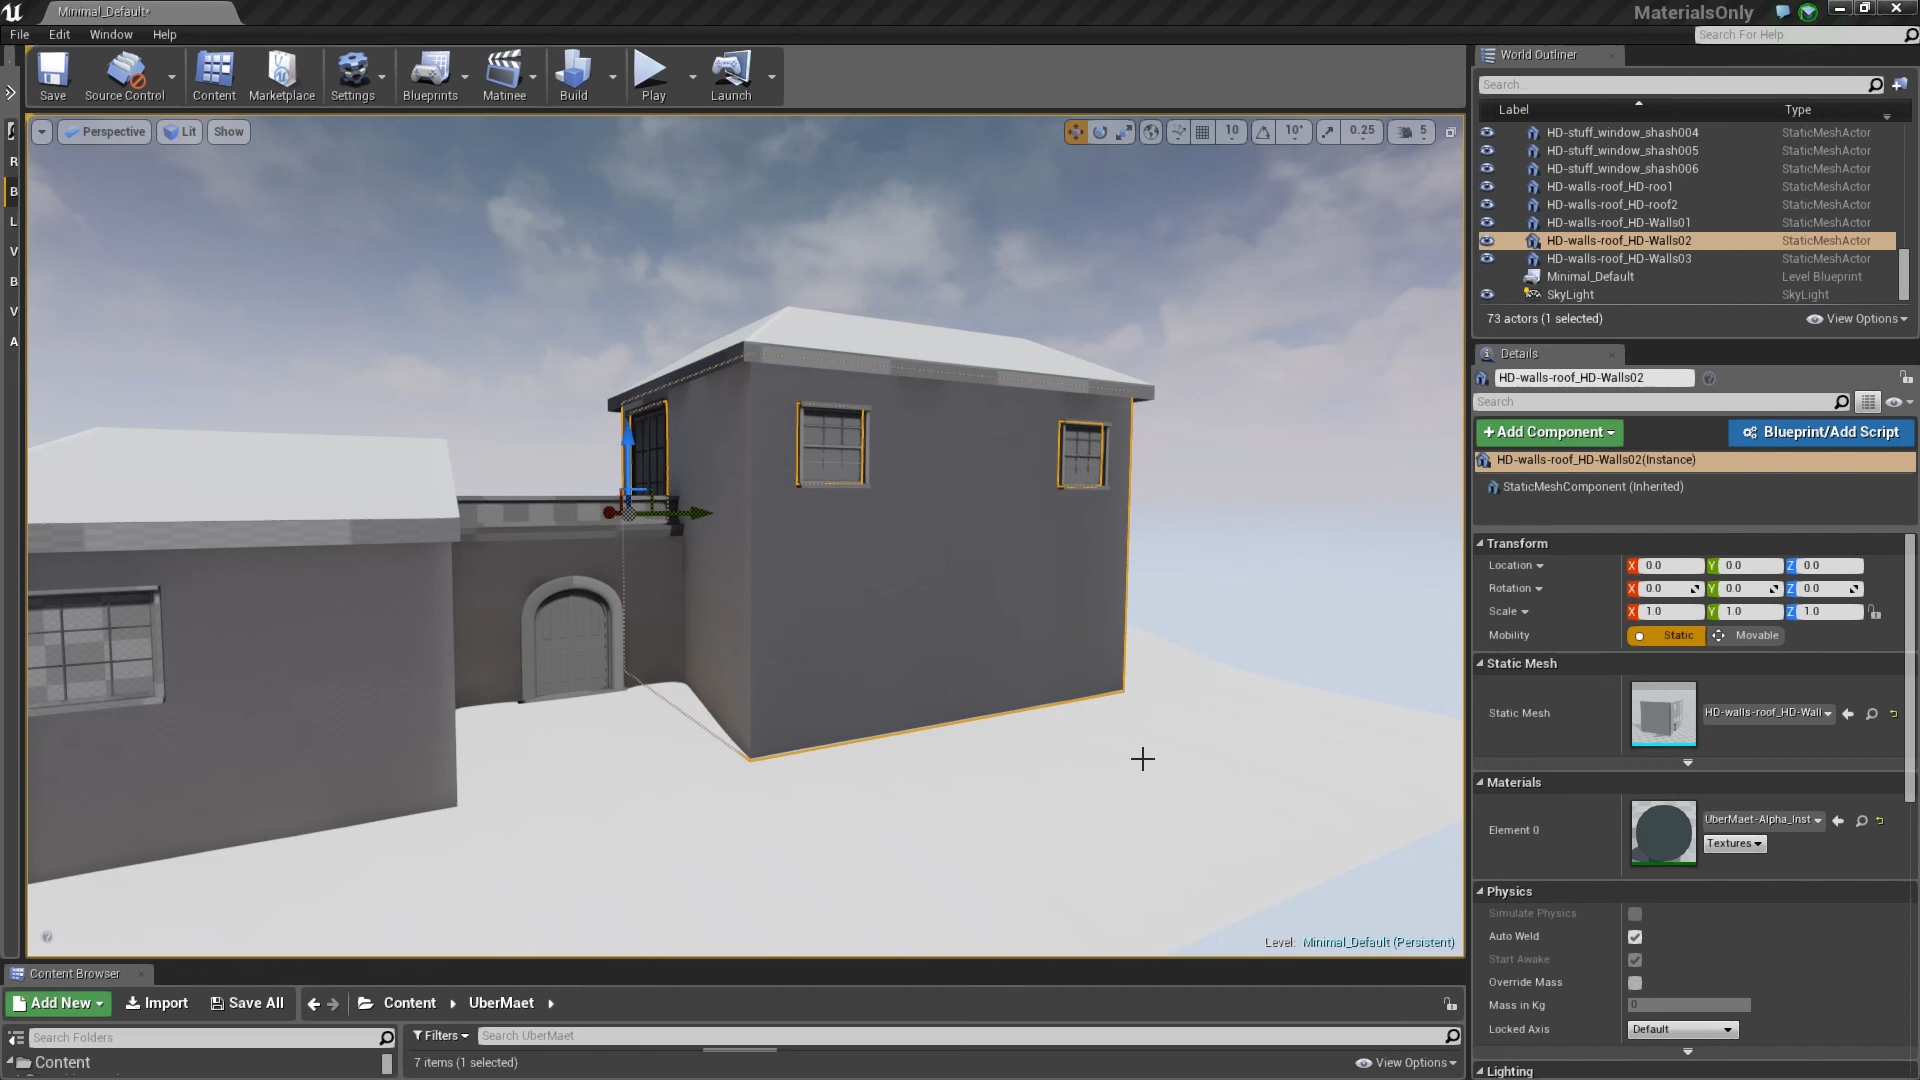 Minimal_Default*
MaterialsOnly
File Edit Window Help
Search For Help
Save Source Control Content Marketplace Settings Blueprints Matinee Build Play Launch
Perspective Lit Show
10 10° 0.25 5
R
B
L
V
B
V
A
Level: Minimal_Default (Persistent)
World Outliner
Search...
Label Type
HD-stuff_window_shash004 StaticMeshActor
HD-stuff_window_shash005 StaticMeshActor
HD-stuff_window_shash006 StaticMeshActor
HD-walls-roof_HD-roo1 StaticMeshActor
HD-walls-roof_HD-roof2 StaticMeshActor
HD-walls-roof_HD-Walls01 StaticMeshActor
HD-walls-roof_HD-Walls02 StaticMeshActor
HD-walls-roof_HD-Walls03 StaticMeshActor
Minimal_Default Level Blueprint
SkyLight SkyLight
73 actors (1 selected) View Options
Details
HD-walls-roof_HD-Walls02
Search
+Add Component Blueprint/Add Script
HD-walls-roof_HD-Walls02(Instance)
StaticMeshComponent (Inherited)
Transform
Location X 0.0 Y 0.0 Z 0.0
Rotation X 0.0 Y 0.0 Z 0.0
Scale X 1.0 Y 1.0 Z 1.0
Mobility Static Movable
Static Mesh
Static Mesh HD-walls-roof_HD-Wall
Materials
Element 0 UberMaet-Alpha_Inst
Textures
Physics
Simulate Physics
Auto Weld
Start Awake
Override Mass
Mass in Kg 0
Locked Axis Default
Lighting
Content Browser
Add New Import Save All Content UberMaet
Search Folders Filters Search UberMaet
Content
7 items (1 selected) View Options